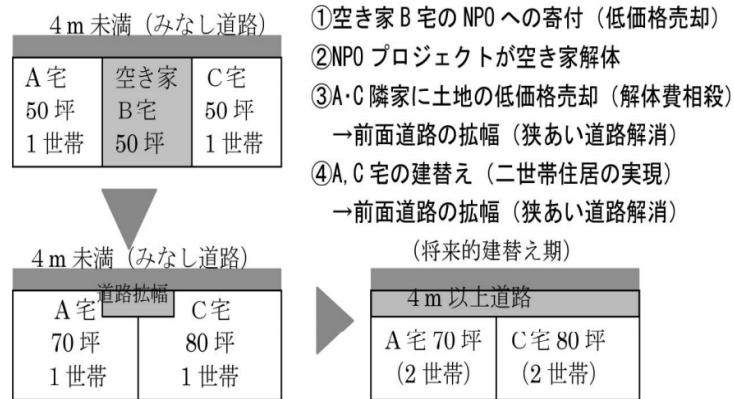 4m未満（みなし道路）
A宅
50坪
1世帯
空き家
B宅
50坪
C宅
50坪
1世帯
①空き家B宅のNPOへの寄付（低価格売却）
②NPOプロジェクトが空き家解体
③A･C隣家に土地の低価格売却（解体費相殺）
→前面道路の拡幅（狭あい道路解消）
④A,C宅の建替え（二世帯住居の実現）
→前面道路の拡幅（狭あい道路解消）
4m未満（みなし道路）
道路拡幅
A宅
70坪
1世帯
C宅
80坪
1世帯
(将来的建替え期)
4m以上道路
A宅70坪
(2世帯)
C宅80坪
(2世帯)